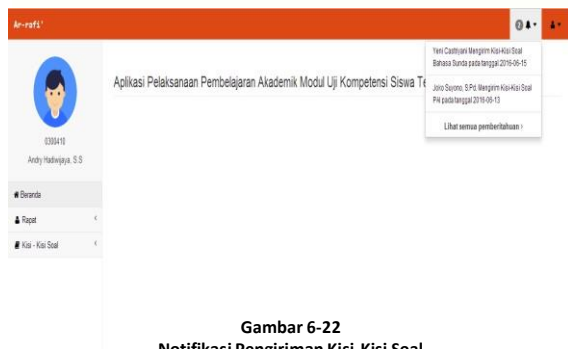 Ar-rafi'
Aplikasi Pelaksanaan Pembelajaran Akademik Modul Uji Kompetensi Siswa Te
Yeni Castriyani Mengirim Kisi-Kisi Soal
Bahasa Sunda pada tanggal 2016-06-15
Joko Suyono, S.Pd. Mengirim Kisi-Kisi Soal
PAI pada tanggal 2016-06-13
Lihat semua pemberitahuan ›
0300410
Andry Hadiwijaya, S.S
Beranda
Rapat
Kisi - Kisi Soal
Gambar 6-22
Notifikasi Pengiriman Kisi-Kisi Soal